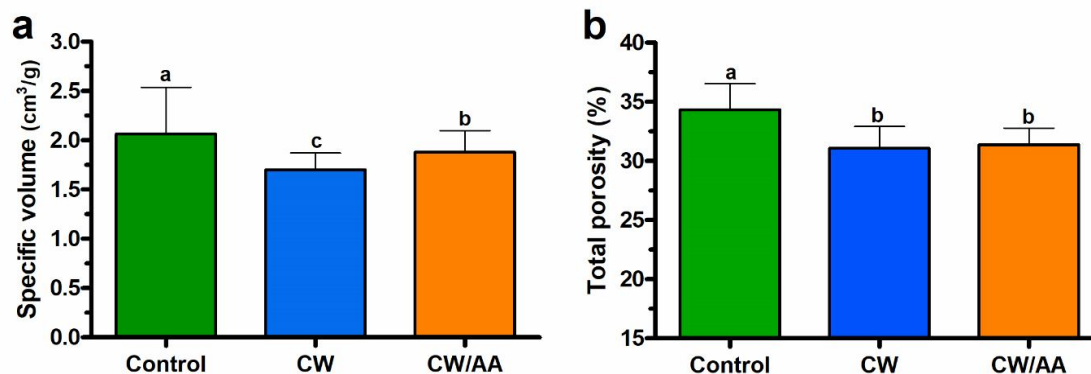 a
Specific volume (cm³/g)
3.0
2.5
2.0
1.5
1.0
0.5
0.0
a
c
b
Control
CW
CW/AA
b
Total porosity (%)
40
35
30
25
20
15
a
b
b
Control
CW
CW/AA